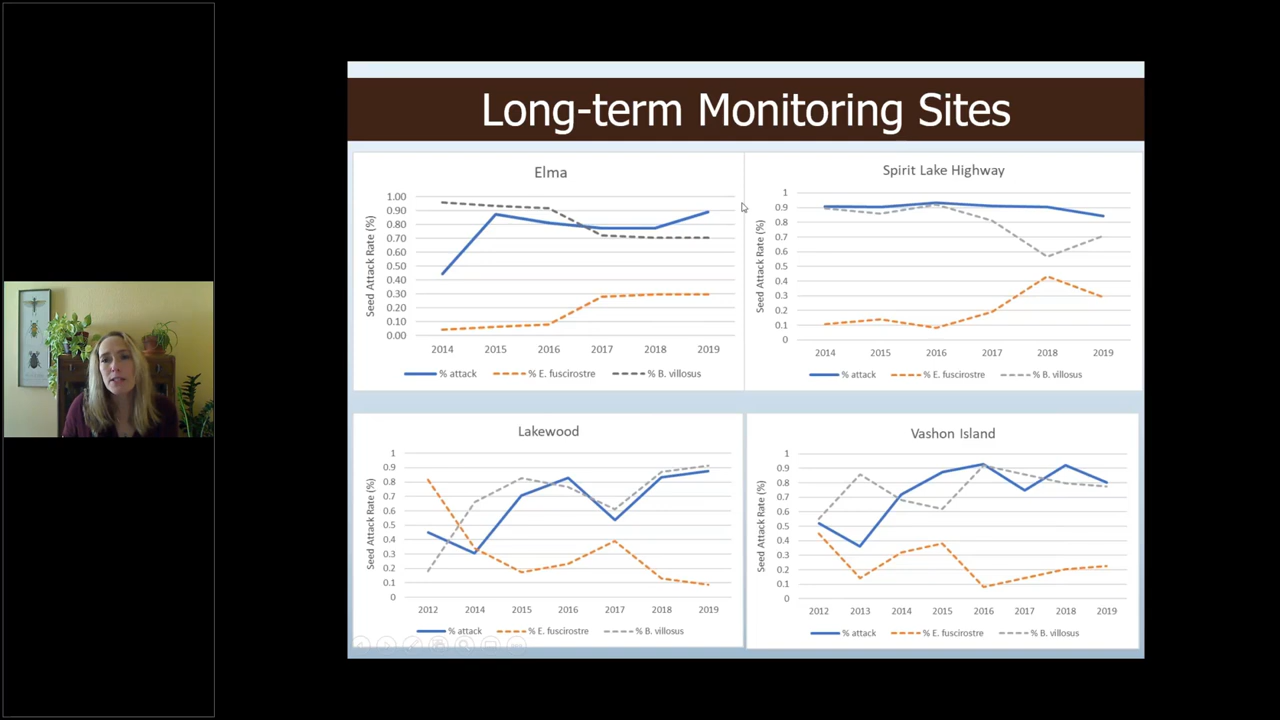 Long-term Monitoring Sites
Elma
Seed Attack Rate (%)
1.00
0.90
0.80
0.70
0.60
0.50
0.40
0.30
0.20
0.10
0.00
2014 2015 2016 2017 2018 2019
% attack % E. fuscirostre % B. villosus
Spirit Lake Highway
Seed Attack Rate (%)
1
0.9
0.8
0.7
0.6
0.5
0.4
0.3
0.2
0.1
0
2014 2015 2016 2017 2018 2019
% attack % E. fuscirostre % B. villosus
Lakewood
Seed Attack Rate (%)
1
0.9
0.8
0.7
0.6
0.5
0.4
0.3
0.2
0.1
0
2012 2014 2015 2016 2017 2018 2019
% attack % E. fuscirostre % B. villosus
Vashon Island
Seed Attack Rate (%)
1
0.9
0.8
0.7
0.6
0.5
0.4
0.3
0.2
0.1
0
2012 2013 2014 2015 2016 2017 2018 2019
% attack % E. fuscirostre % B. villosus